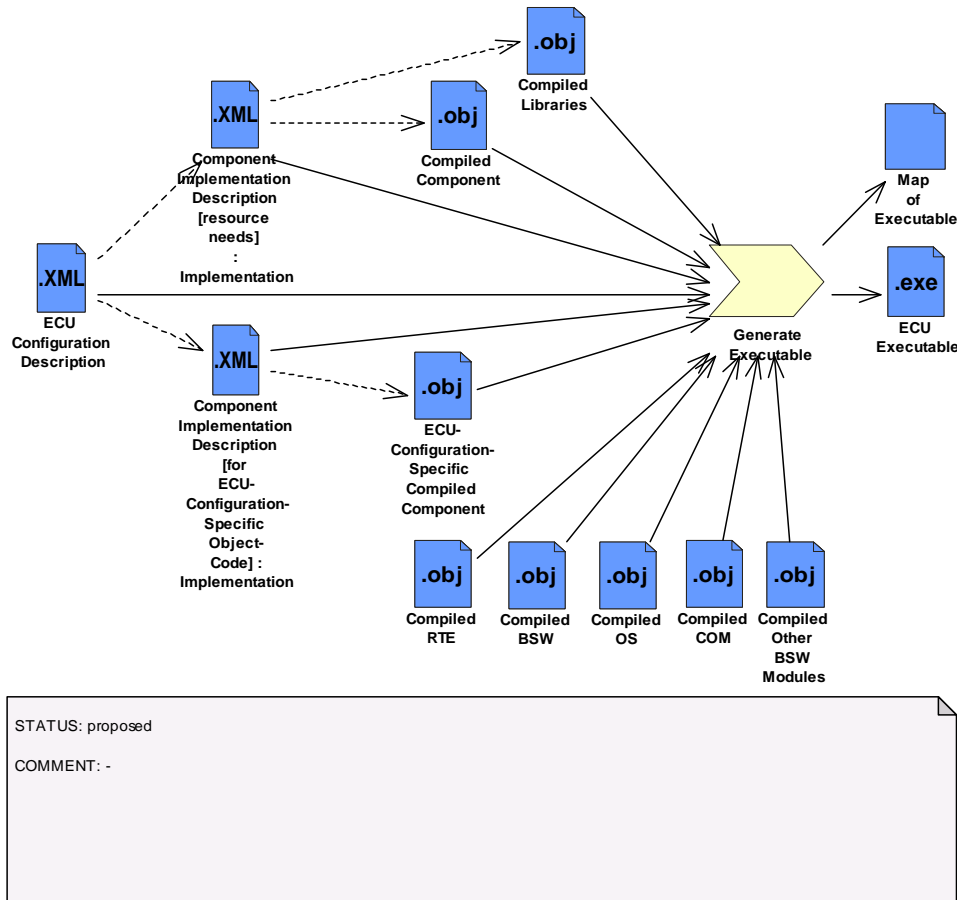 .obj
Compiled
Libraries
.XML
Component
Implementation
Description
[resource
needs]
:
Implementation
.obj
Compiled
Component
Map
of
Executable
.XML
ECU
Configuration
Description
Generate
Executable
.exe
ECU
Executable
.XML
Component
Implementation
Description
[for
ECU-
Configuration-
Specific
Object-
Code] :
Implementation
.obj
ECU-
Configuration-
Specific
Compiled
Component
.obj
Compiled
RTE
.obj
Compiled
BSW
.obj
Compiled
OS
.obj
Compiled
COM
.obj
Compiled
Other
BSW
Modules
STATUS: proposed
COMMENT: -